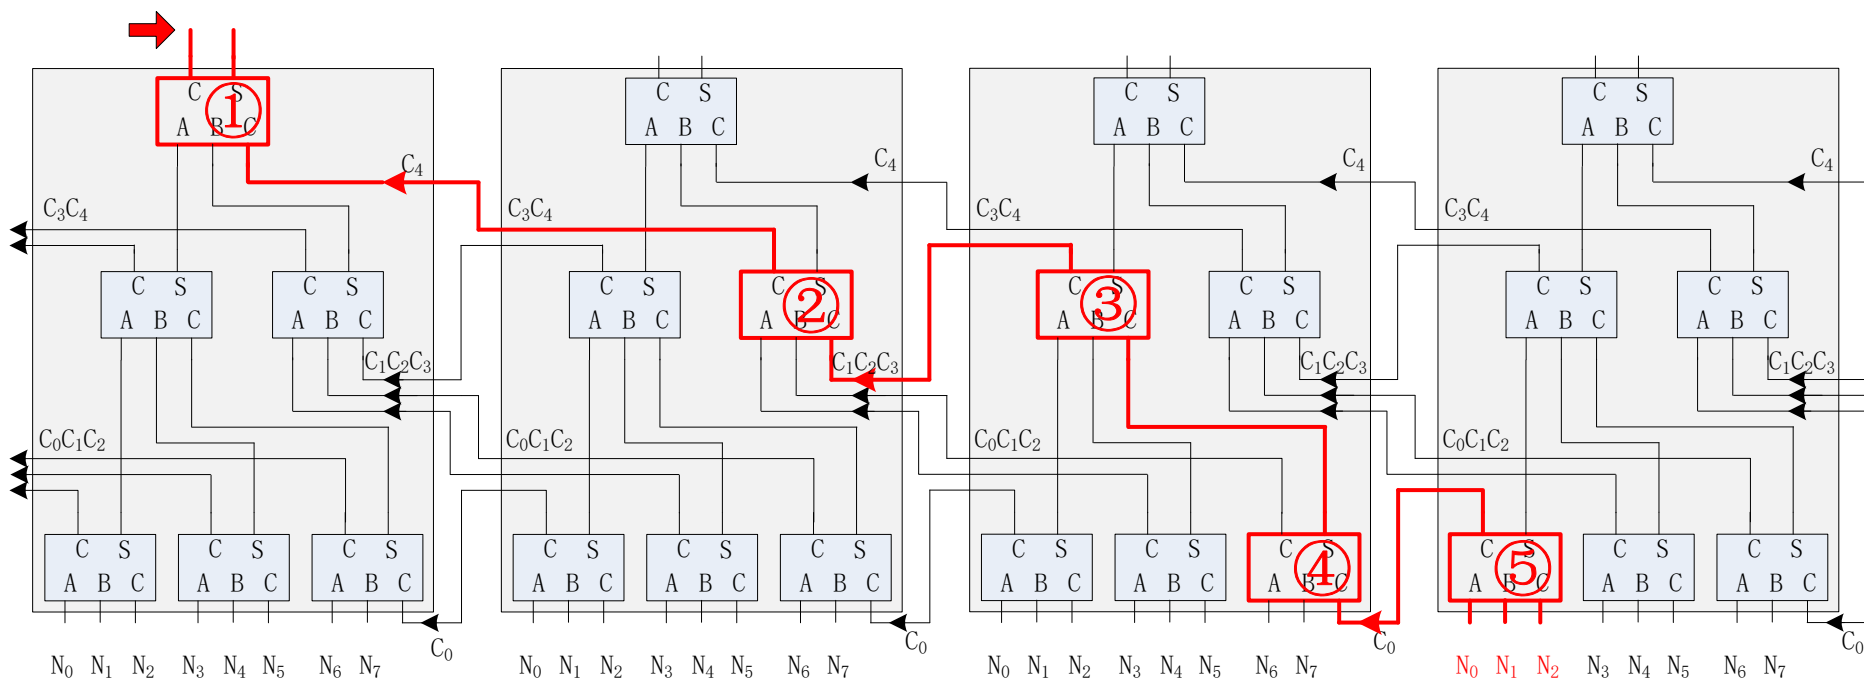 C S C S C S C S
A B C A B C A B C A B C
①
C₄ C₄ C₄ C₄
C₃C₄ C₃C₄ C₃C₄ C₃C₄
C S C S C S C S C S C S C S C S
A B C A B C A B C A B C A B C A B C A B C A B C
② ③
C₁C₂C₃ C₁C₂C₃ C₁C₂C₃ C₁C₂C₃
C₀C₁C₂ C₀C₁C₂ C₀C₁C₂ C₀C₁C₂
C S C S C S C S C S C S C S C S C S C S C S C S
A B C A B C A B C A B C A B C A B C A B C A B C A B C A B C A B C A B C
④ ⑤
C₀ C₀ C₀ C₀
N₀ N₁ N₂ N₃ N₄ N₅ N₆ N₇ N₀ N₁ N₂ N₃ N₄ N₅ N₆ N₇ N₀ N₁ N₂ N₃ N₄ N₅ N₆ N₇ N₀ N₁ N₂ N₃ N₄ N₅ N₆ N₇